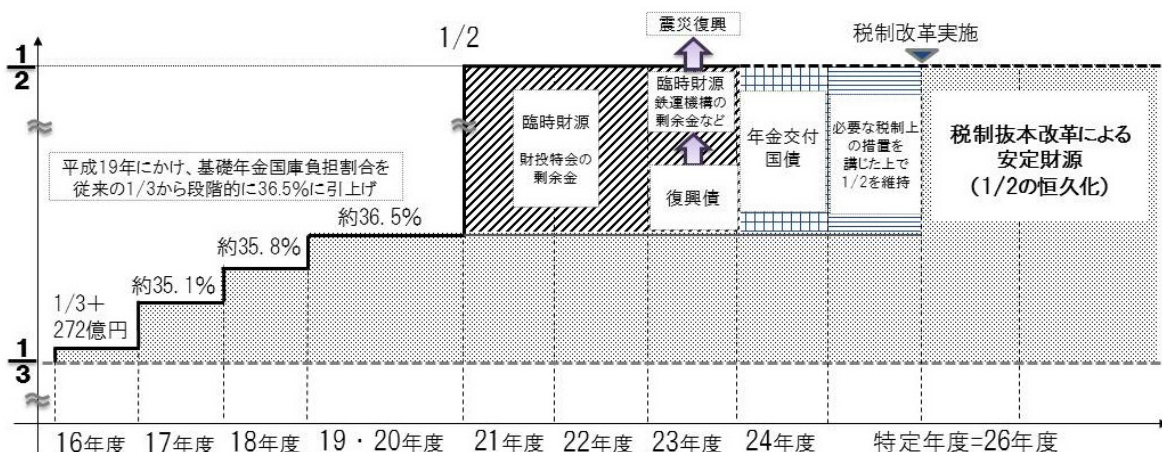 震災復興
1/2
税制改革実施
1
2
臨時財源
鉄運機構の
剰余金など
臨時財源
財投特会の
剰余金
復興債
年金交付
国債
必要な税制上
の措置を
講じた上で
1/2を維持
税制抜本改革による
安定財源
(1/2の恒久化)
平成19年にかけ、基礎年金国庫負担割合を
従来の1/3から段階的に36.5%に引上げ
約36.5%
約35.8%
約35.1%
1/3+
272億円
1
3
16年度
17年度
18年度
19・20年度
21年度
22年度
23年度
24年度
特定年度=26年度